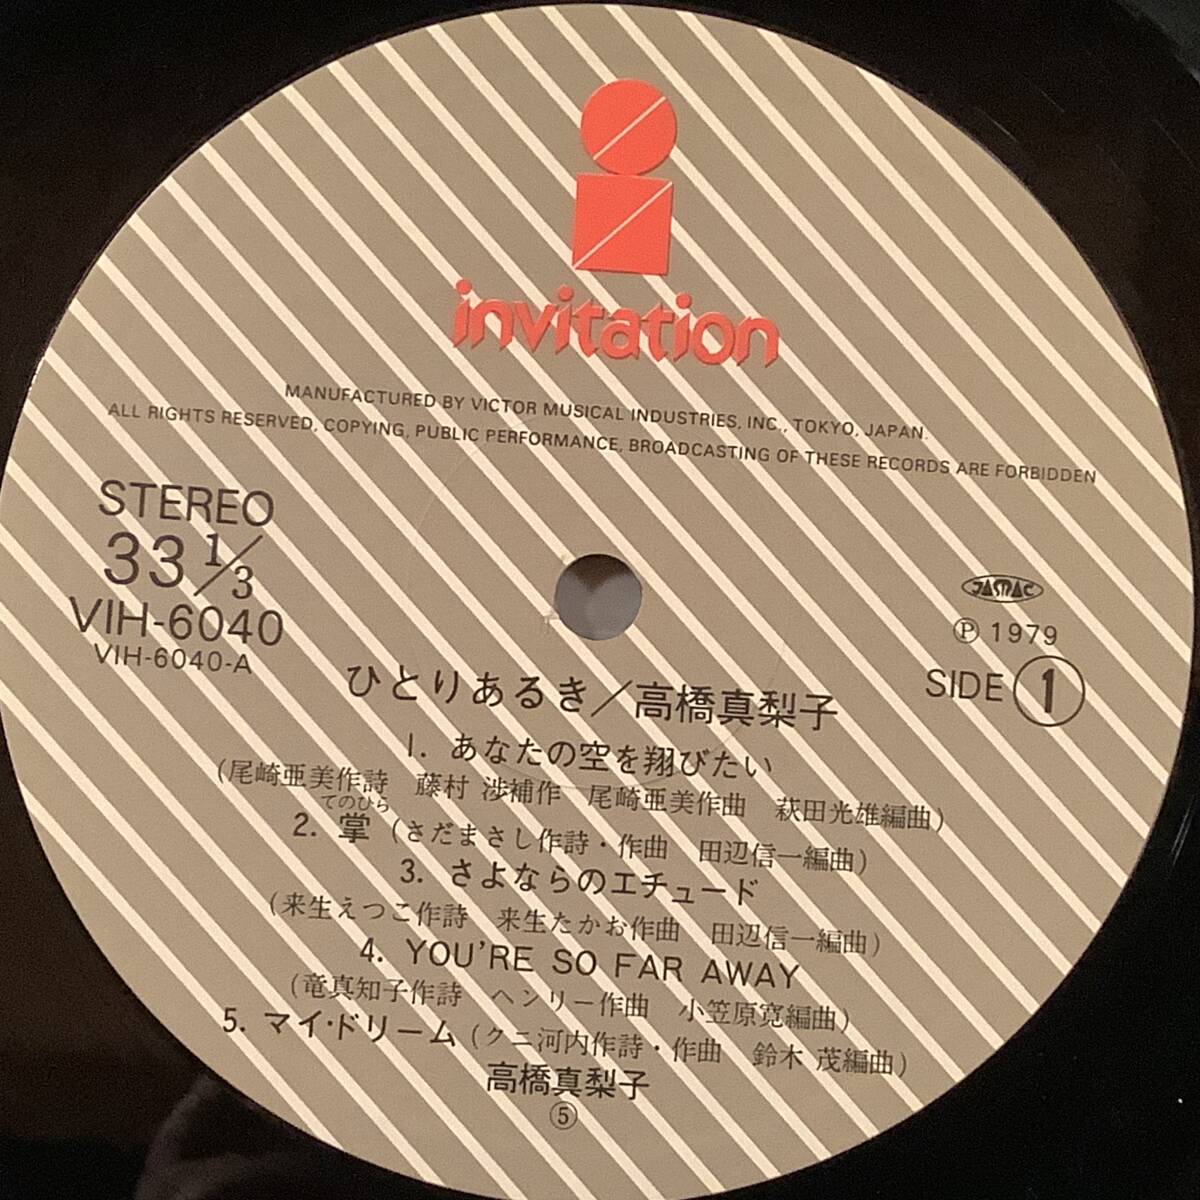 invitation
MANUFACTURED BY VICTOR MUSICAL INDUSTRIES, INC., TOKYO, JAPAN.
ALL RIGHTS RESERVED, COPYING, PUBLIC PERFORMANCE, BROADCASTING OF THESE RECORDS ARE FORBIDDEN
STEREO
33 1/3
VIH-6040
VIH-6040-A
JASRAC
Ⓟ 1979
SIDE 1
ひとりあるき／高橋真梨子
1. あなたの空を翔びたい
(尾崎亜美作詩 藤村 渉補作 尾崎亜美作曲 萩田光雄編曲)
てのひら
2. 掌 (さだまさし作詩・作曲 田辺信一編曲)
3. さよならのエチュード
(来生えつこ作詩 来生たかお作曲 田辺信一編曲)
4. YOU'RE SO FAR AWAY
(竜真知子作詩 ヘンリー作曲 小笠原寛編曲)
5. マイ・ドリーム (クニ河内作詩・作曲 鈴木 茂編曲)
高橋真梨子
⑤